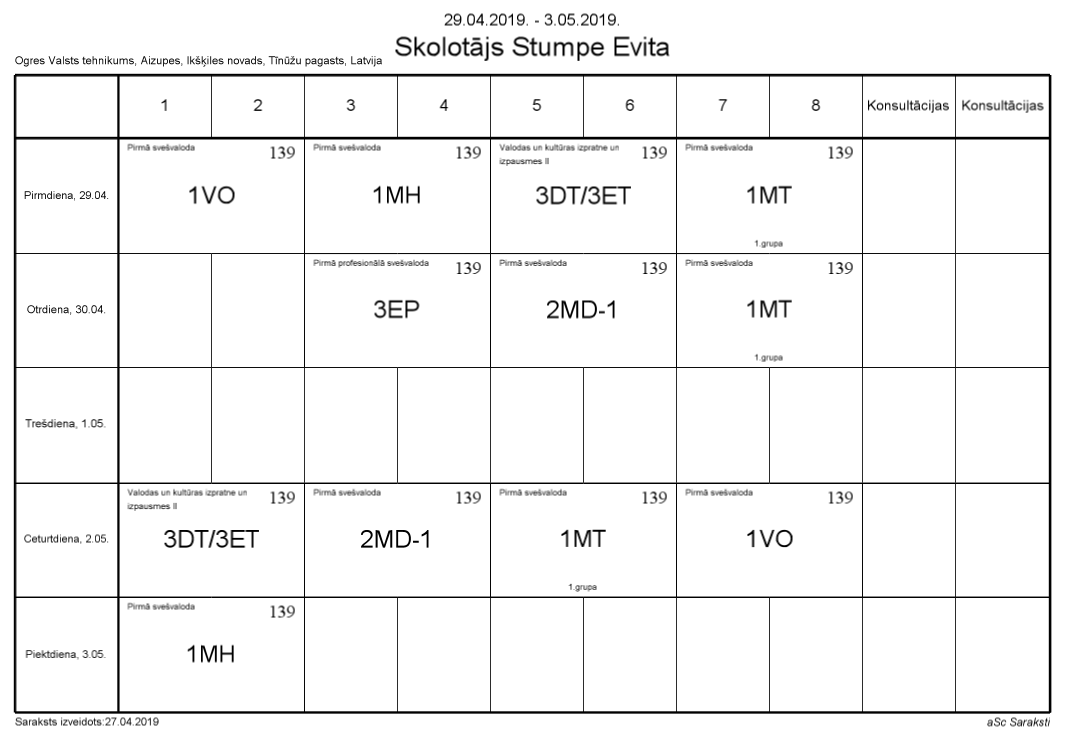 29.04.2019. - 3.05.2019.
Skolotājs Stumpe Evita
Ogres Valsts tehnikums, Aizupes, Ikšķiles novads, Tīnūžu pagasts, Latvija
1 2 3 4 5 6 7 8 Konsultācijas Konsultācijas
Pirmdiena, 29.04.
Pirmā svešvaloda 139
1VO
Pirmā svešvaloda 139
1MH
Valodas un kultūras izpratne un 139
izpausmes II
3DT/3ET
Pirmā svešvaloda 139
1MT
1.grupa
Otrdiena, 30.04.
Pirmā profesionālā svešvaloda 139
3EP
Pirmā svešvaloda 139
2MD-1
Pirmā svešvaloda 139
1MT
1.grupa
Trešdiena, 1.05.
Ceturtdiena, 2.05.
Valodas un kultūras izpratne un 139
izpausmes II
3DT/3ET
Pirmā svešvaloda 139
2MD-1
Pirmā svešvaloda 139
1MT
1.grupa
Pirmā svešvaloda 139
1VO
Piektdiena, 3.05.
Pirmā svešvaloda 139
1MH
Saraksts izveidots:27.04.2019
aSc Saraksti